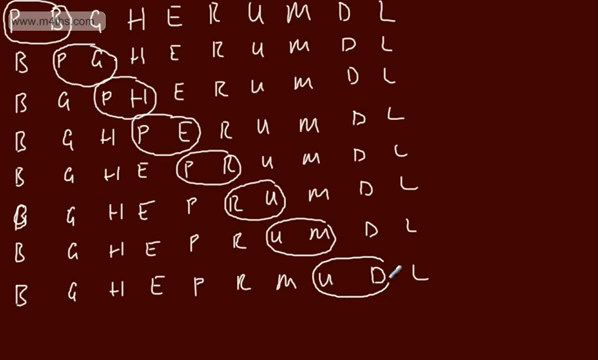 www.m4ths.com
P B G H E R U M D L
B P G H E R U M D L
B G P H E R U M D L
B G H P E R U M D L
B G H E P R U M D L
B G H E P R U M D L
B G H E P R U M D L
B G H E P R M U D L